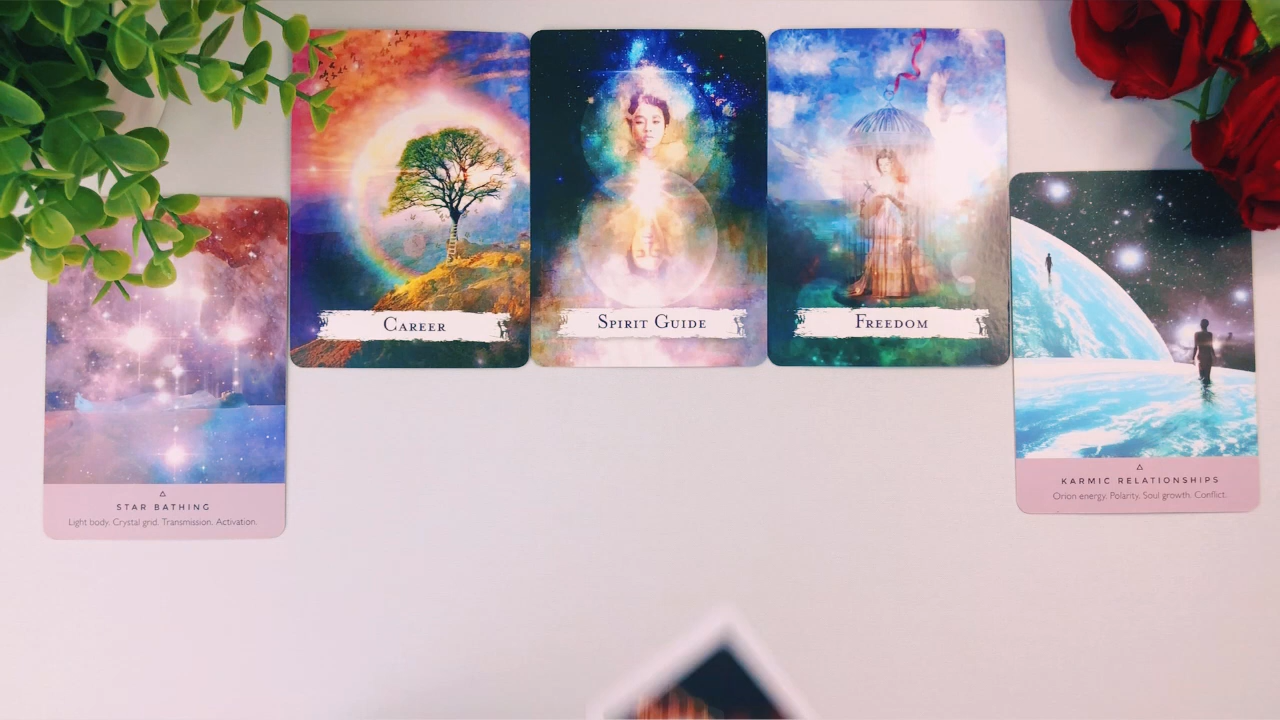 Career
Spirit Guide
Freedom
STAR BATHING
Light body. Crystal grid. Transmission. Activation.
KARMIC RELATIONSHIPS
Orion energy. Polarity. Soul growth. Conflict.